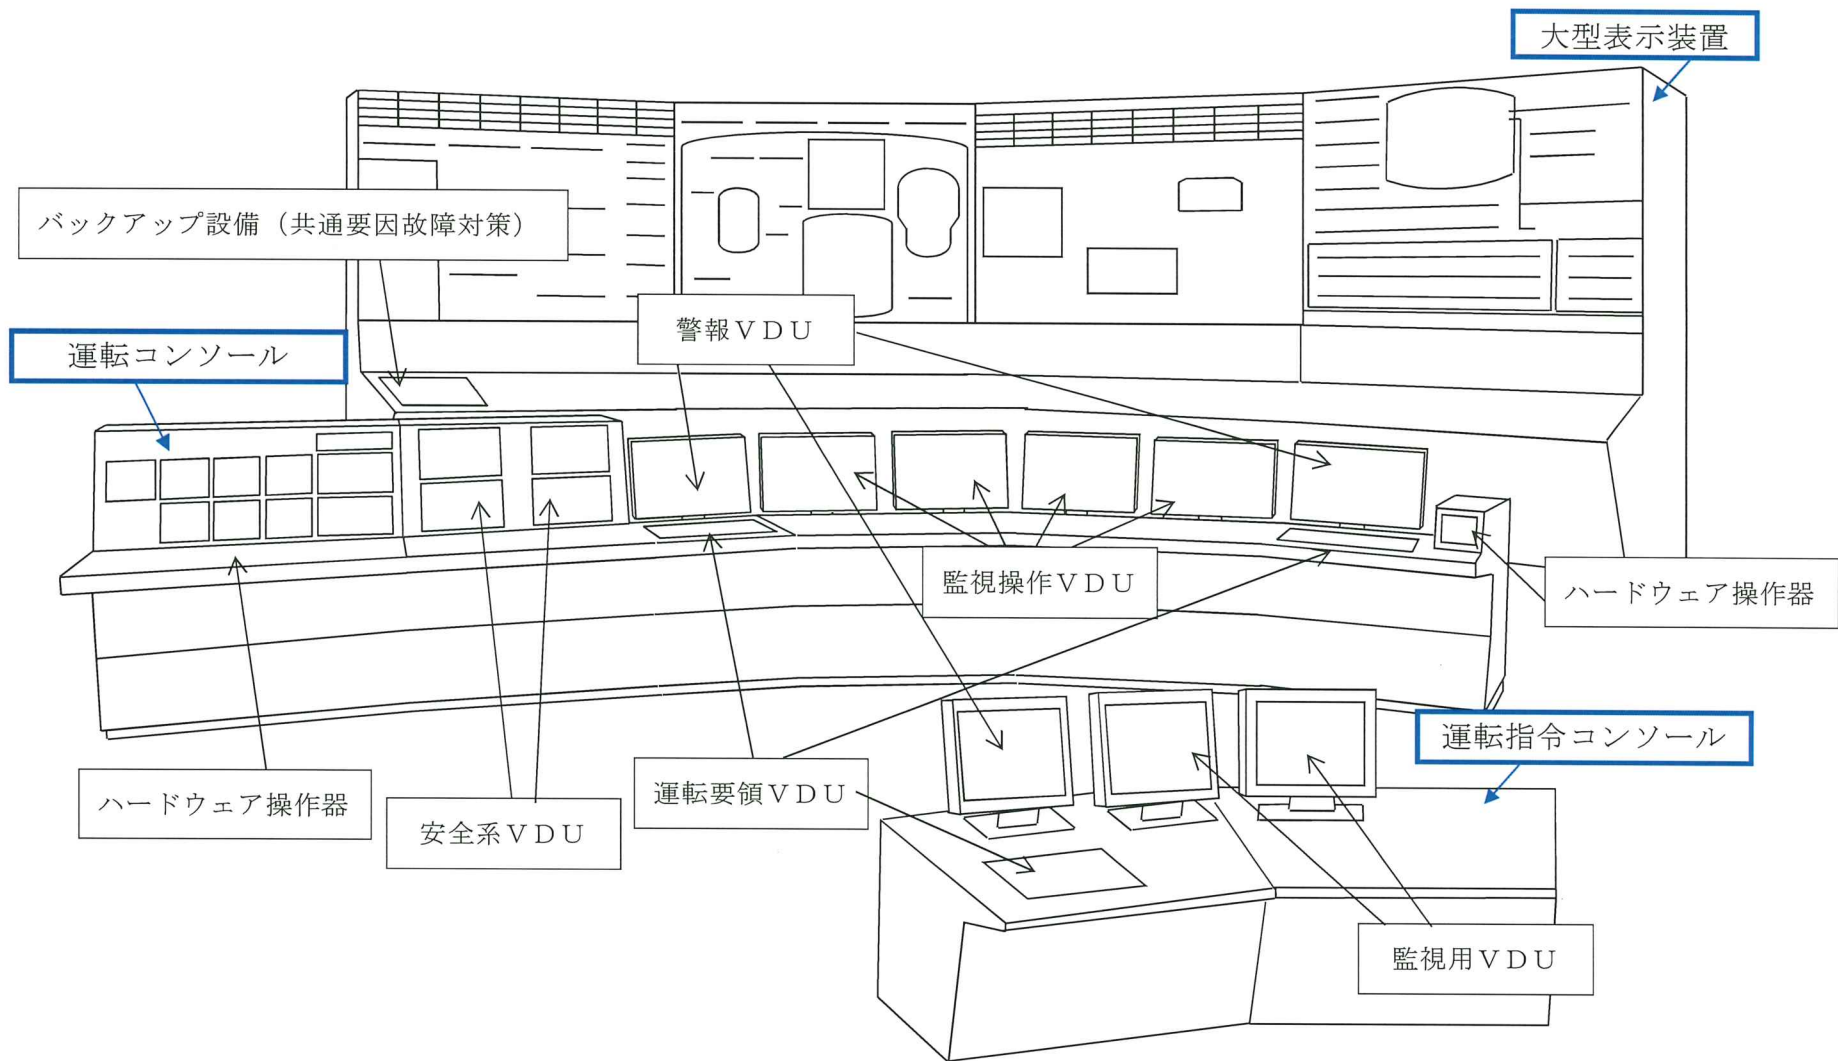 大型表示装置
バックアップ設備（共通要因故障対策）
警報ＶＤＵ
運転コンソール
監視操作ＶＤＵ
ハードウェア操作器
運転指令コンソール
ハードウェア操作器
安全系ＶＤＵ
運転要領ＶＤＵ
監視用ＶＤＵ